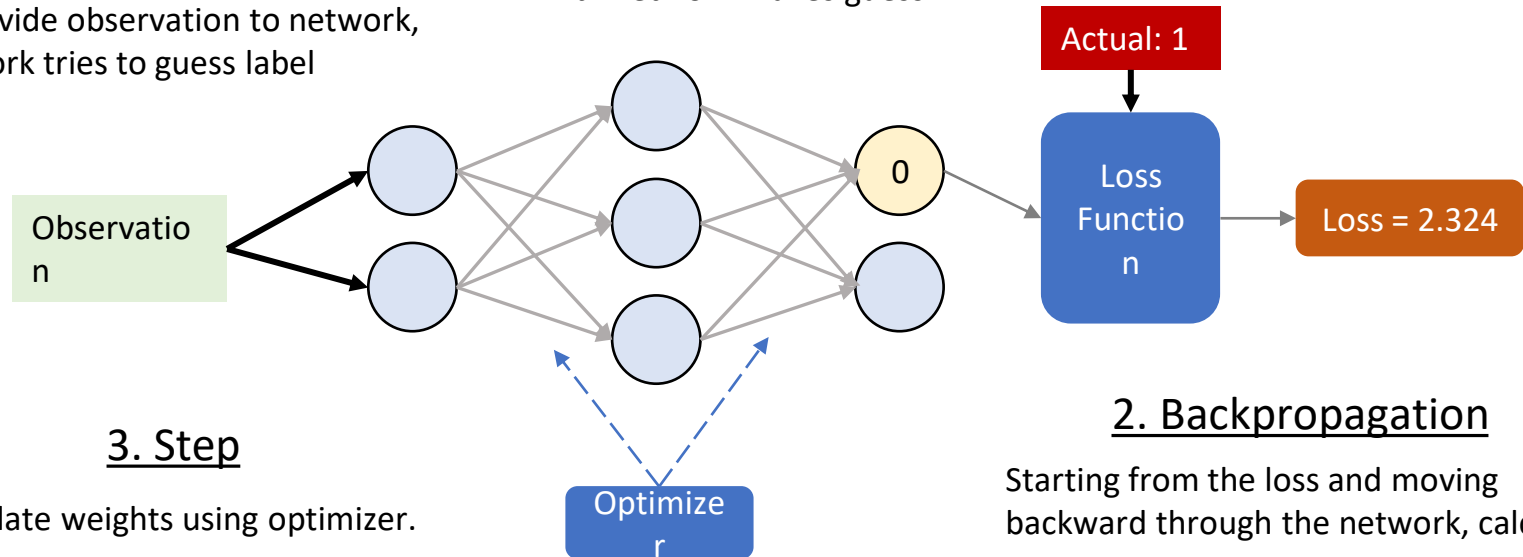 vide observation to network,
ork tries to guess label
Actual: 1
Observatio
n
0
Loss
Functio
n
Loss = 2.324
3. Step
late weights using optimizer.
Optimize
r
2. Backpropagation
Starting from the loss and moving
backward through the network, calc